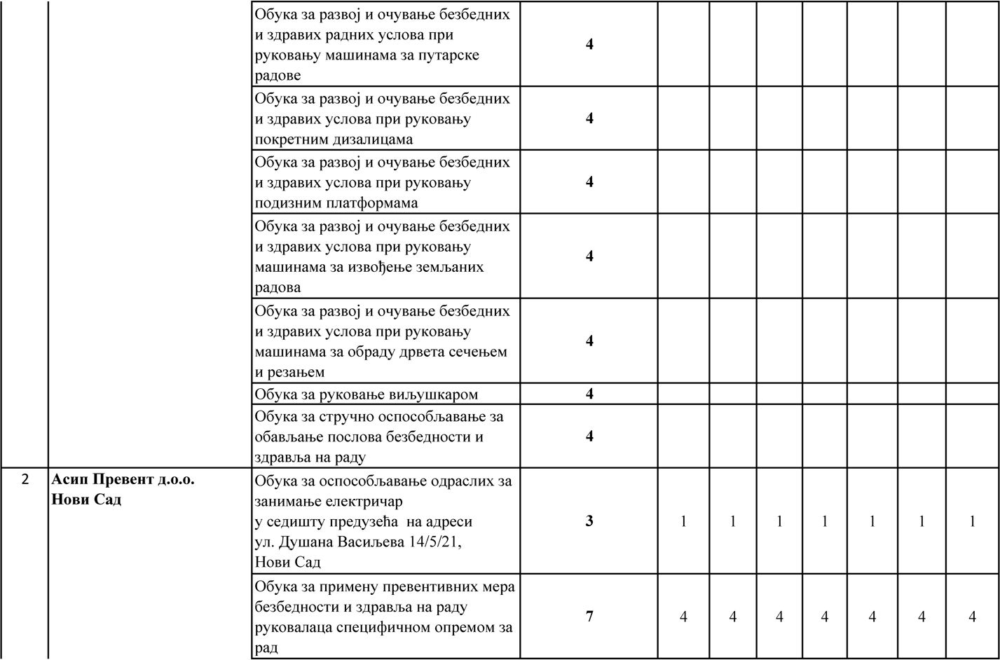 Обука за развој и очување безбедних
и здравих радних услова при
руковању машинама за путарске
радове
4
Обука за развој и очување безбедних
и здравих услова при руковању
покретним дизалицама
4
Обука за развој и очување безбедних
и здравих услова при руковању
подизним платформама
4
Обука за развој и очување безбедних
и здравих услова при руковању
машинама за извођење земљаних
радова
4
Обука за развој и очување безбедних
и здравих услова при руковању
машинама за обраду дрвета сечењем
и резањем
4
Обука за руковање виљушкаром 4
Обука за стручно оспособљавање за
обављање послова безбедности и
здравља на раду
4
2
Асип Превент д.о.о.
Нови Сад
Обука за оспособљавање одраслих за
занимање електричар
у седишту предузећа на адреси
ул. Душана Васиљева 14/5/21,
Нови Сад
3 1 1 1 1 1 1 1
Обука за примену превентивних мера
безбедности и здравља на раду
руковалаца специфичном опремом за
рад
7 4 4 4 4 4 4 4